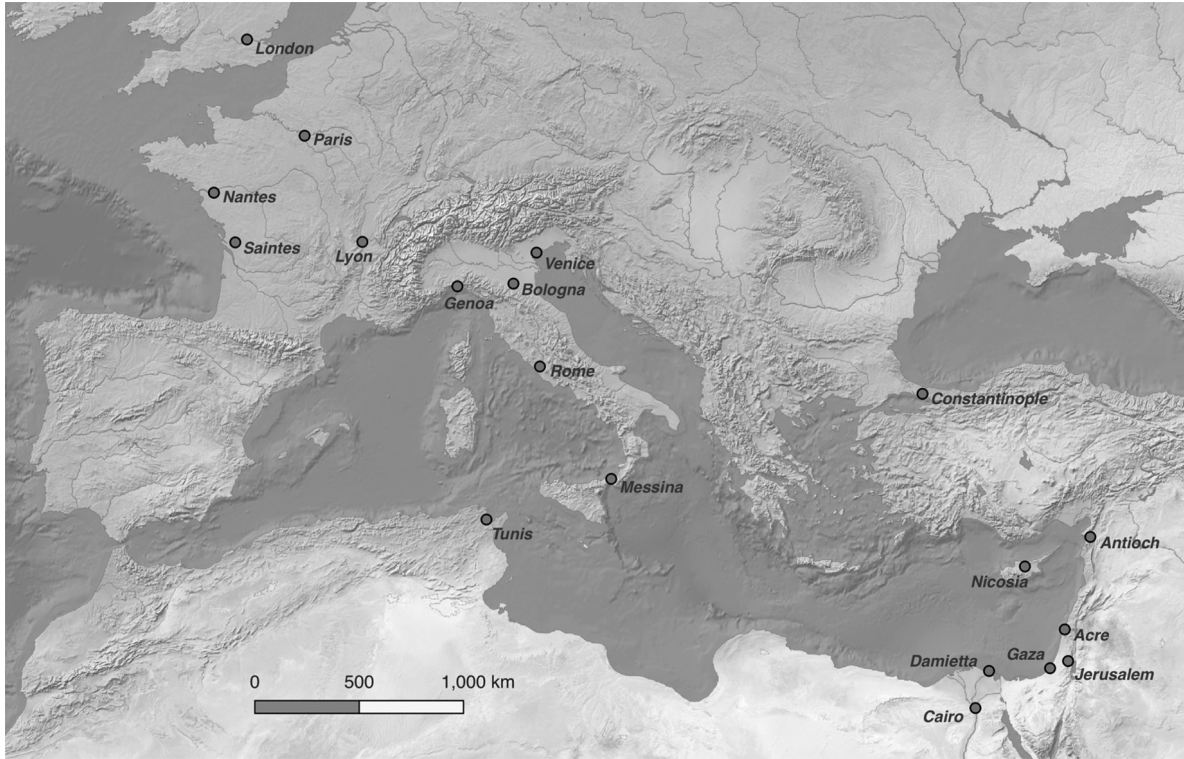 London
Paris
Nantes
Saintes
Lyon
Venice
Bologna
Genoa
Rome
Constantinople
Messina
Tunis
Antioch
Nicosia
Acre
Gaza
Damietta
Jerusalem
Cairo
0 500 1,000 km